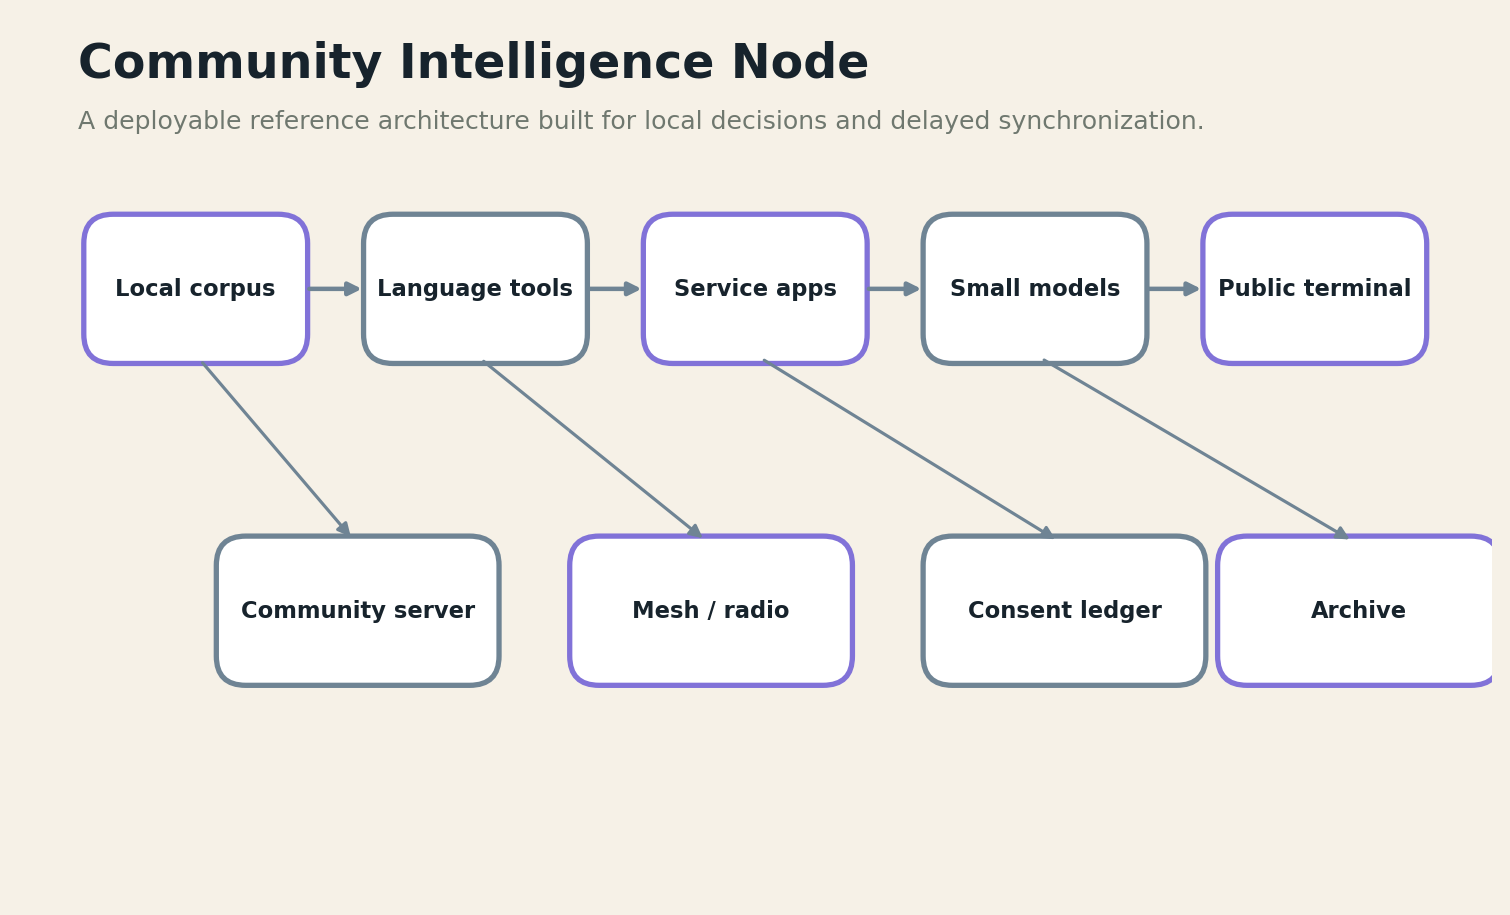 Community Intelligence Node
A deployable reference architecture built for local decisions and delayed synchronization.
Local corpus
Language tools
Service apps
Small models
Public terminal
Community server
Mesh / radio
Consent ledger
Archive